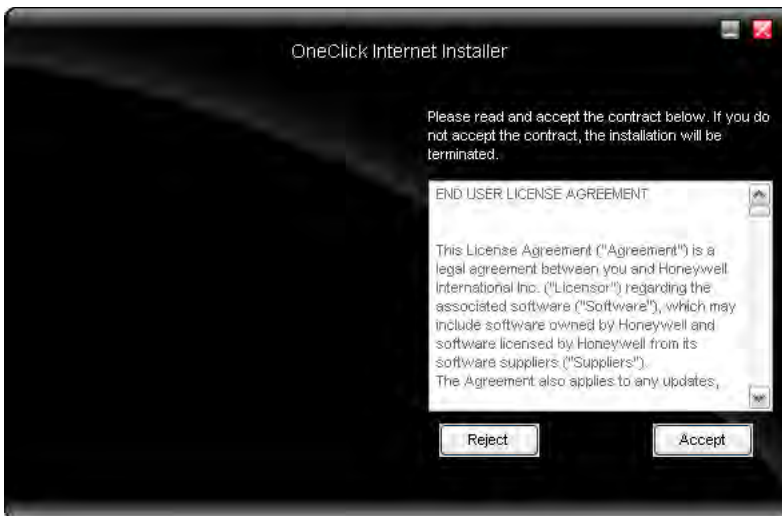 OneClick Internet Installer
Please read and accept the contract below. If you do
not accept the contract, the installation will be
terminated.
END USER LICENSE AGREEMENT
This License Agreement ("Agreement") is a
legal agreement between you and Honeywell
International Inc. ("Licensor") regarding the
associated software ("Software"), which may
include software owned by Honeywell and
software licensed by Honeywell from its
software suppliers ("Suppliers").
The Agreement also applies to any updates,
Reject
Accept